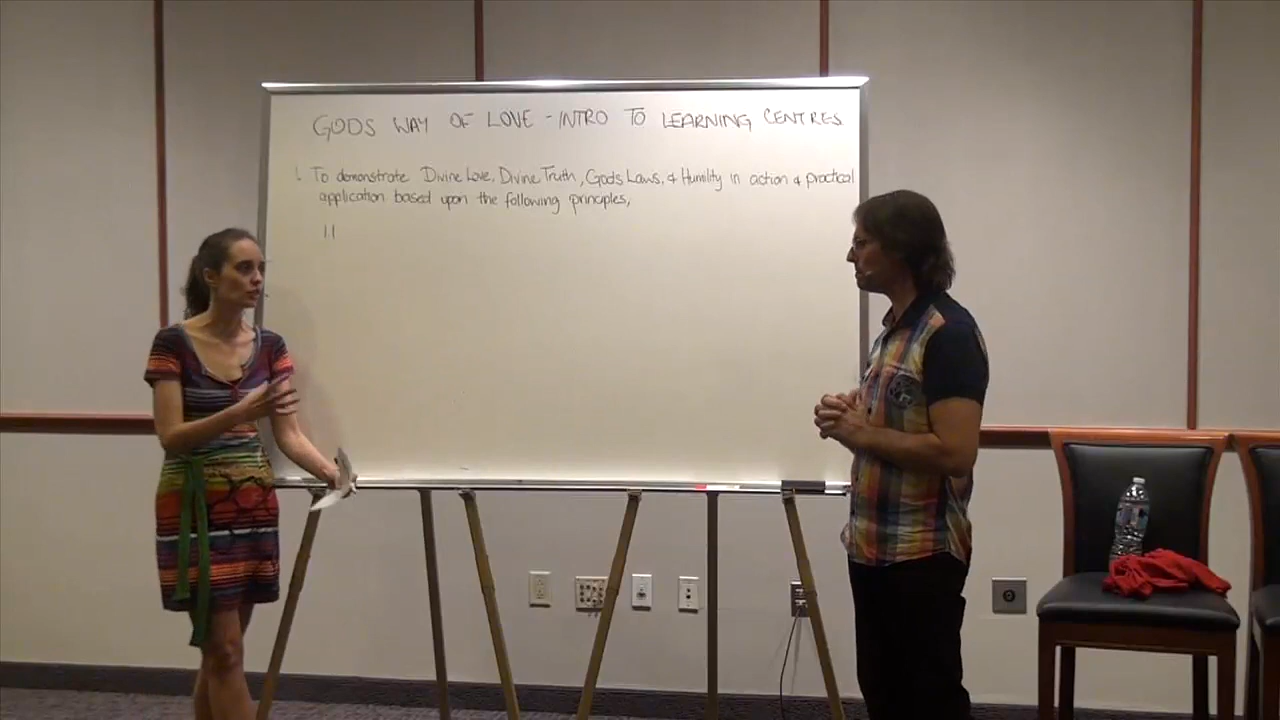 GODS WAY OF LOVE - INTRO TO LEARNING CENTRES
1. To demonstrate Divine Love, Divine Truth, Gods Laws, & Humility in action & practical
application based upon the following principles,
1.1